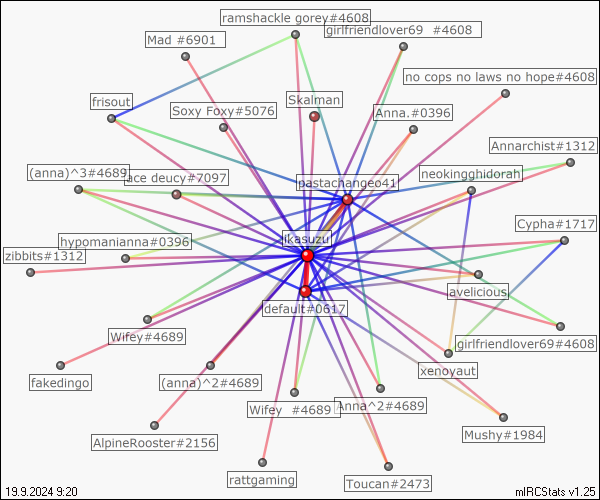 ramshackle gorey#4608
girlfriendlover69  #4608
Mad #6901
no cops no laws no hope#4608
frisout
Soxy Foxy#5076
Skalman
Anna.#0396
Annarchist#1312
(anna)^3#4689
ace deucy#7097
pastachangeo41
neokingghidorah
Cypha#1717
hypomanianna#0396
likasuzul
zibbits#1312
avelicious|
default#0617
Wifey#4689
girlfriendlover69#4608
xenoyaut
fakedingo
(anna)^2#4689
Wifey  #4689
Anna^2#4689
AlpineRooster#2156
Mushy#1984
rattgaming
Toucan#2473
19.9.2024 9:20
mIRCStats v1.25